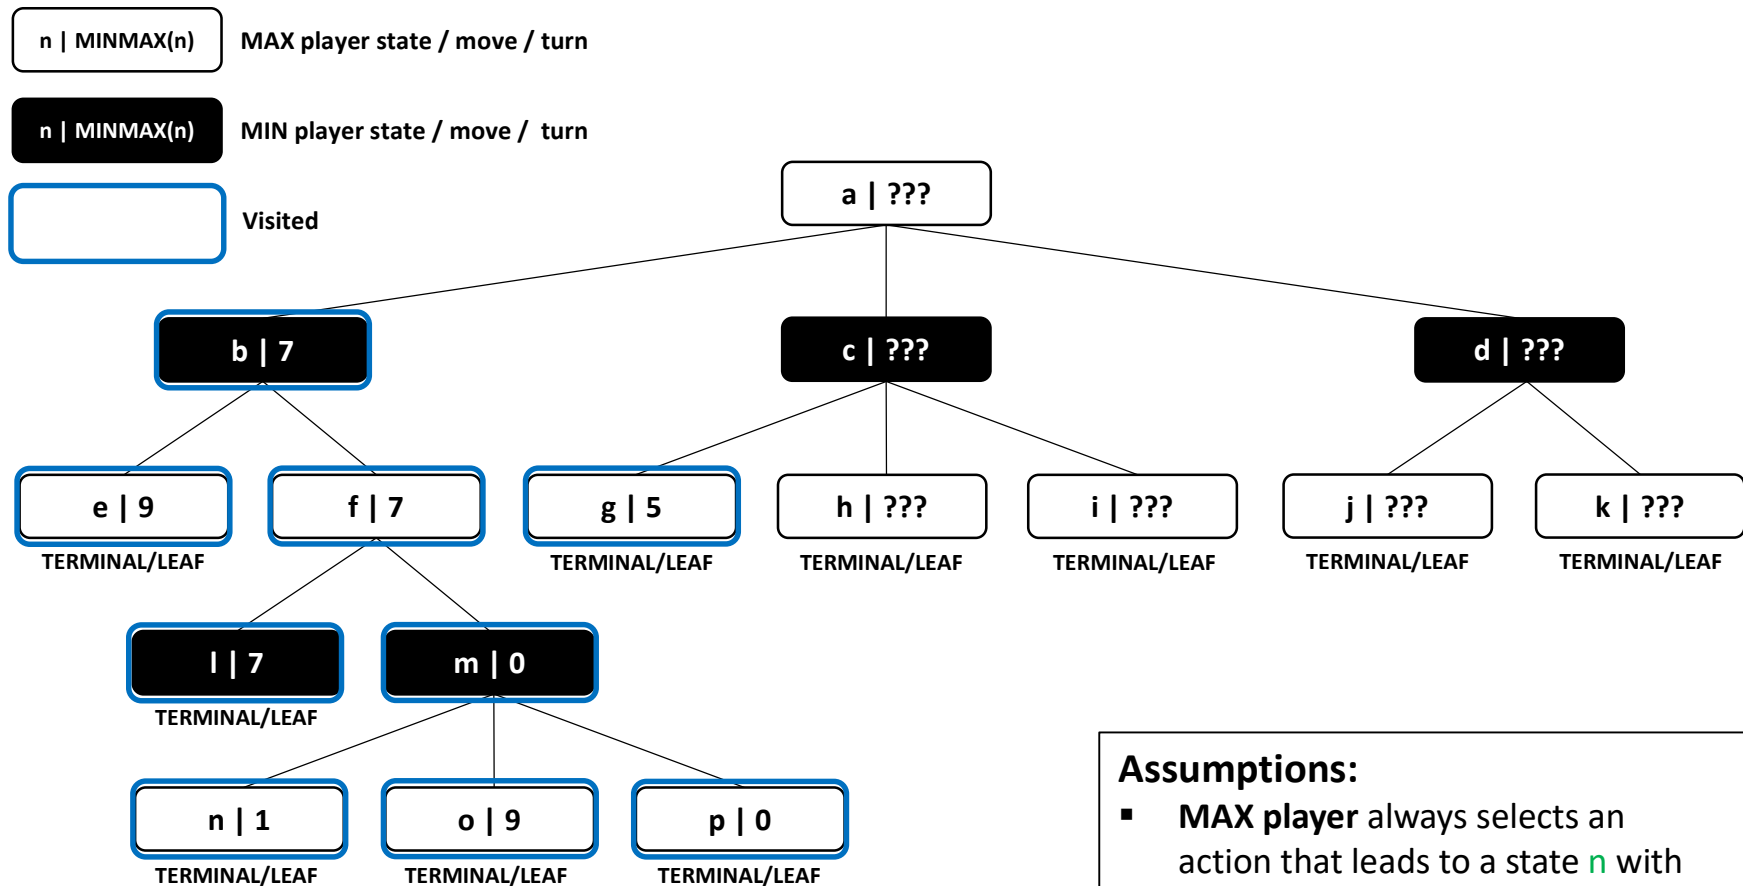 n | MINMAX(n) MAX player state / move / turn
n | MINMAX(n) MIN player state / move / turn
Visited
a | ???
b | 7 c | ??? d | ???
e | 9 f | 7 g | 5 h | ??? i | ??? j | ??? k | ???
TERMINAL/LEAF TERMINAL/LEAF TERMINAL/LEAF TERMINAL/LEAF TERMINAL/LEAF TERMINAL/LEAF
l | 7 m | 0
TERMINAL/LEAF
n | 1 o | 9 p | 0
TERMINAL/LEAF TERMINAL/LEAF TERMINAL/LEAF
Assumptions:
▪ MAX player always selects an
action that leads to a state n with